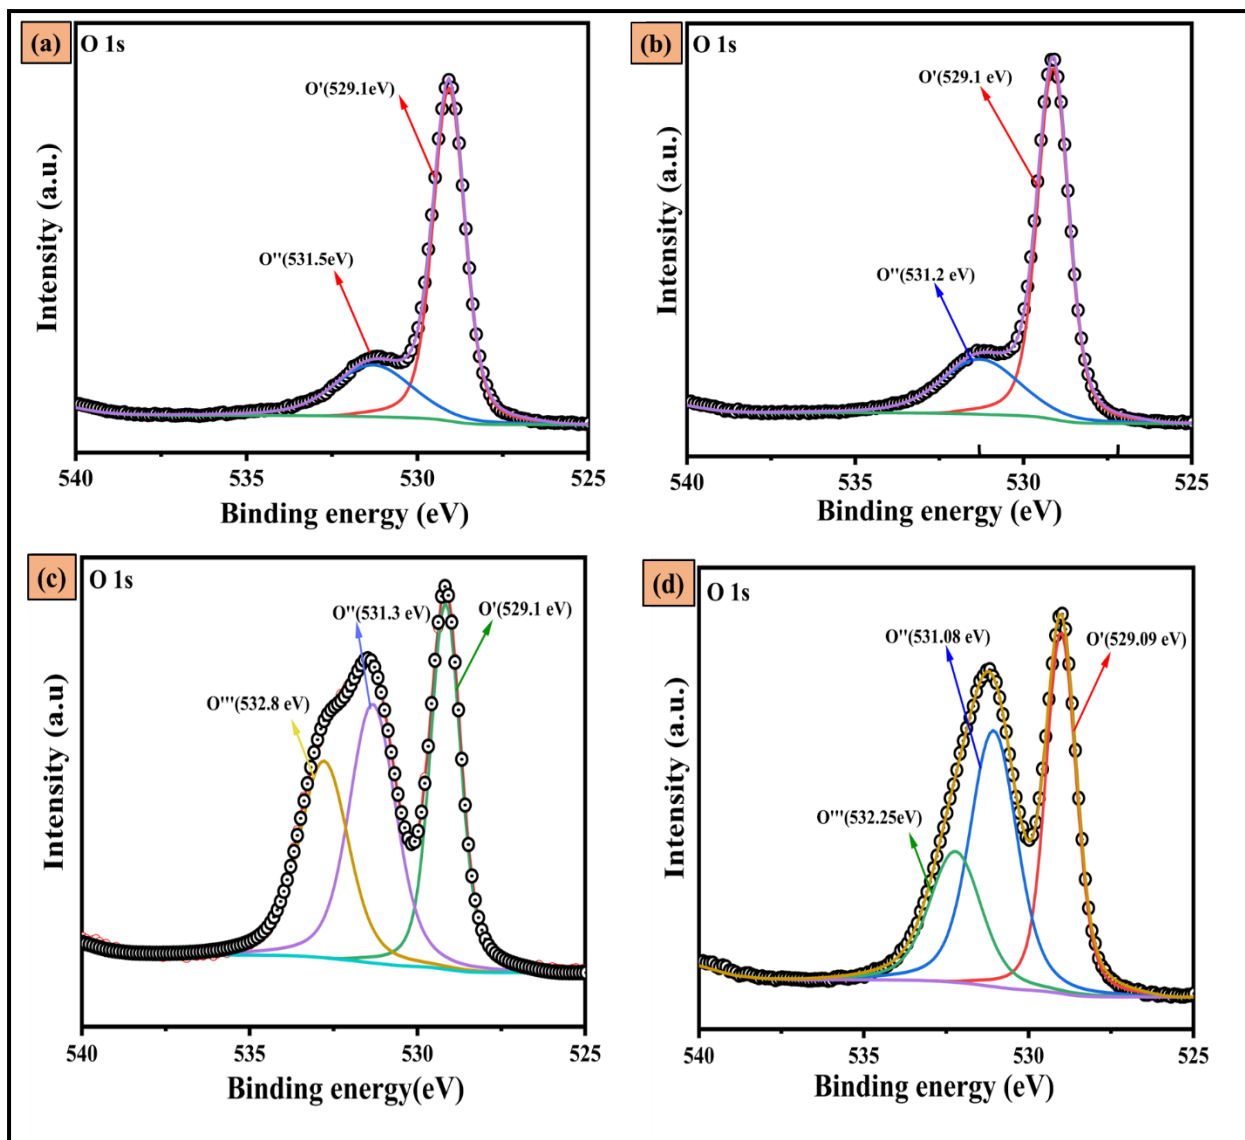 (a)
O 1s
O'(529.1eV)
O''(531.5eV)
Intensity (a.u.)
540
535
530
525
Binding energy (eV)
(b)
O 1s
O'(529.1 eV)
O''(531.2 eV)
Intensity (a.u.)
540
535
530
525
Binding energy (eV)
(c)
O 1s
O''(531.3 eV)
O'(529.1 eV)
O'''(532.8 eV)
Intensity (a.u)
540
535
530
525
Binding energy(eV)
(d)
O 1s
O''(531.08 eV)
O'(529.09 eV)
O'''(532.25eV)
Intensity (a.u.)
540
535
530
525
Binding energy (eV)